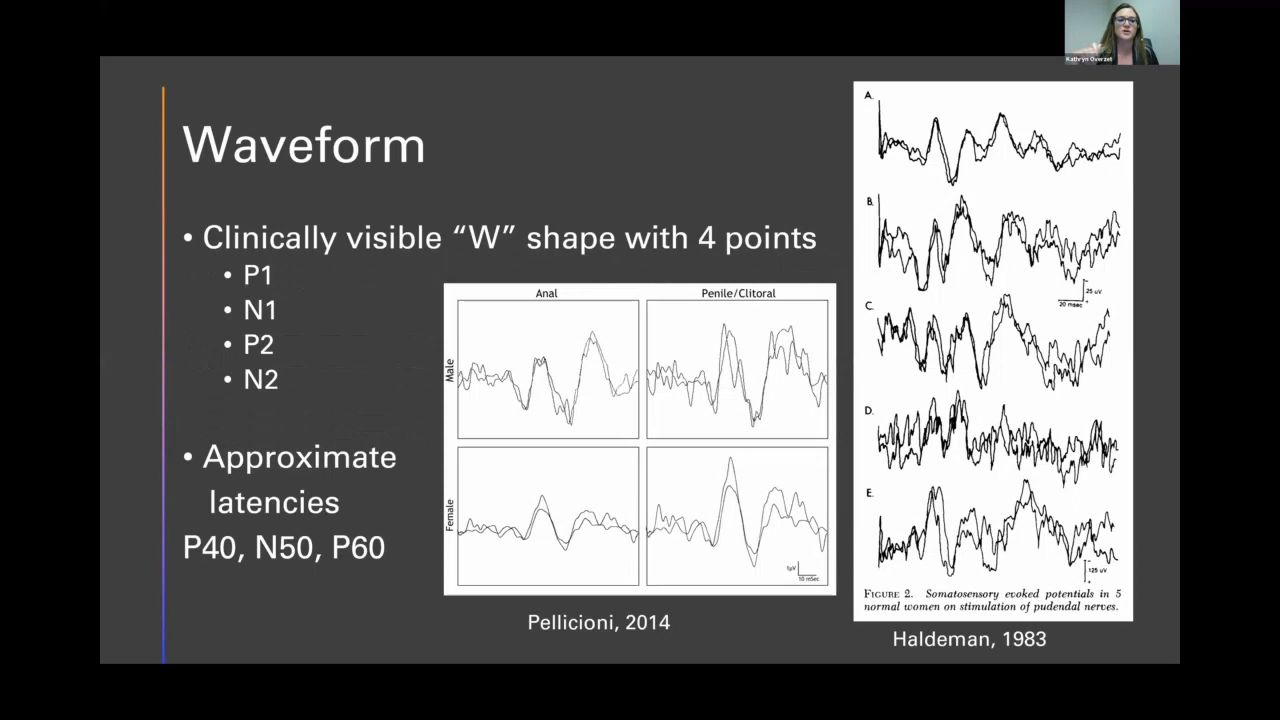 Kathryn Overzet
Waveform
• Clinically visible “W” shape with 4 points
• P1
• N1
• P2
• N2
• Approximate
latencies
P40, N50, P60
Anal
Penile/Clitoral
Male
Female
1µV
10 mSec
Pellicioni, 2014
A.
B.
25 uV
20 msec
C.
D.
E.
125 uV
FIGURE 2. Somatosensory evoked potentials in 5
normal women on stimulation of pudendal nerves.
Haldeman, 1983